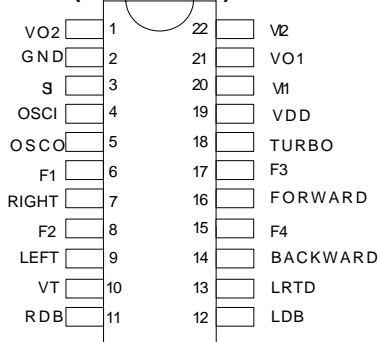 VO2 1 22 VI2
GND 2 21 VO1
SI 3 20 VI1
OSCI 4 19 VDD
OSCO 5 18 TURBO
F1 6 17 F3
RIGHT 7 16 FORWARD
F2 8 15 F4
LEFT 9 14 BACKWARD
VT 10 13 LRTD
RDB 11 12 LDB